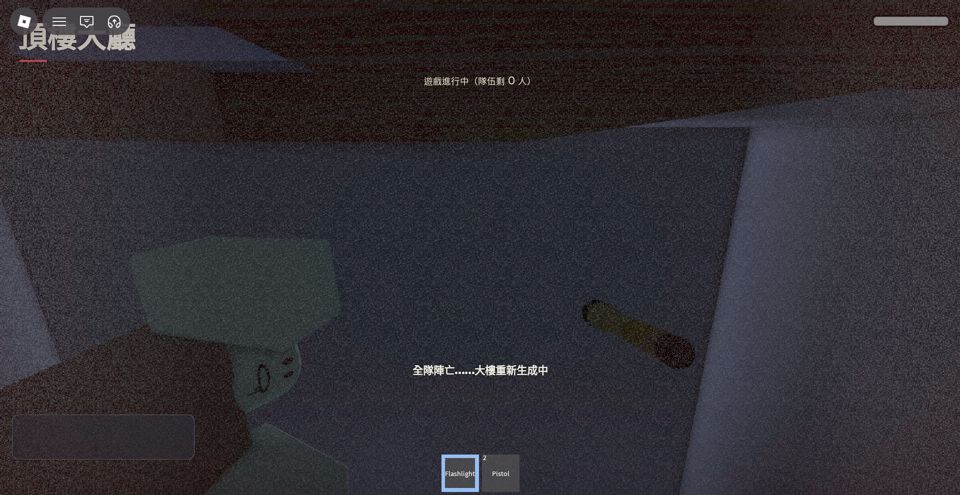 頂樓大廳
遊戲進行中（隊伍剩 0 人）
全隊陣亡……大樓重新生成中
Flashlight
2
Pistol